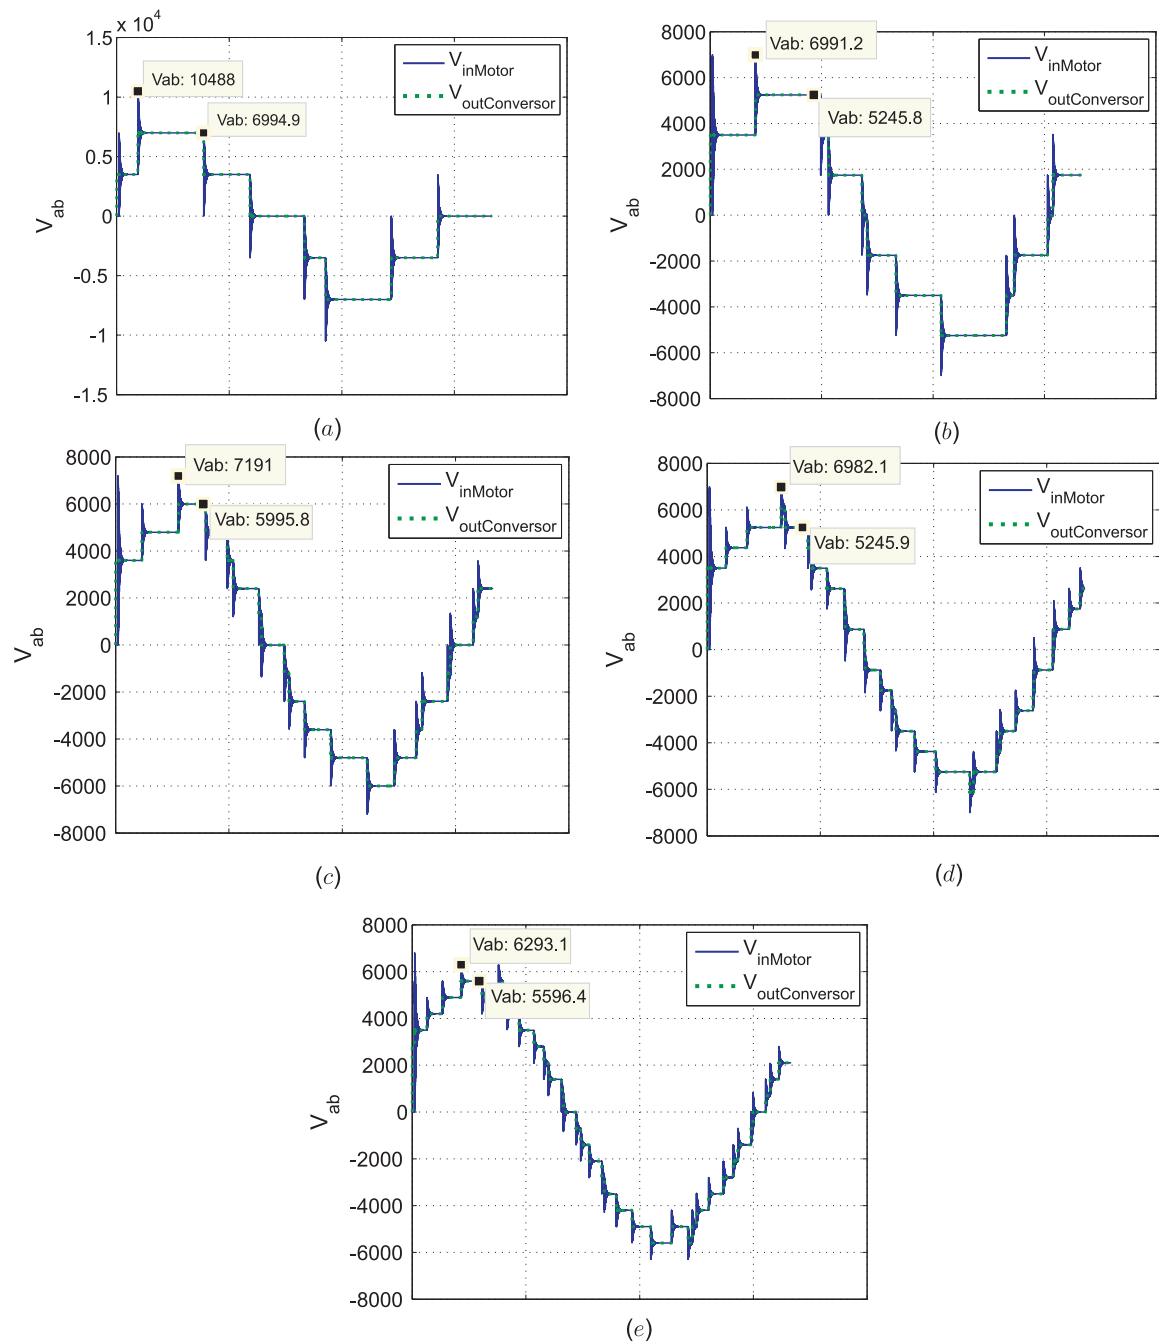 x 10^4
1.5
1
0.5
0
-0.5
-1
-1.5
V_ab
Vab: 10488
Vab: 6994.9
V_inMotor
V_outConversor
(a)
8000
6000
4000
2000
0
-2000
-4000
-6000
-8000
V_ab
Vab: 6991.2
Vab: 5245.8
V_inMotor
V_outConversor
(b)
8000
6000
4000
2000
0
-2000
-4000
-6000
-8000
V_ab
Vab: 7191
Vab: 5995.8
V_inMotor
V_outConversor
(c)
8000
6000
4000
2000
0
-2000
-4000
-6000
-8000
V_ab
Vab: 6982.1
Vab: 5245.9
V_inMotor
V_outConversor
(d)
8000
6000
4000
2000
0
-2000
-4000
-6000
-8000
V_ab
Vab: 6293.1
Vab: 5596.4
V_inMotor
V_outConversor
(e)